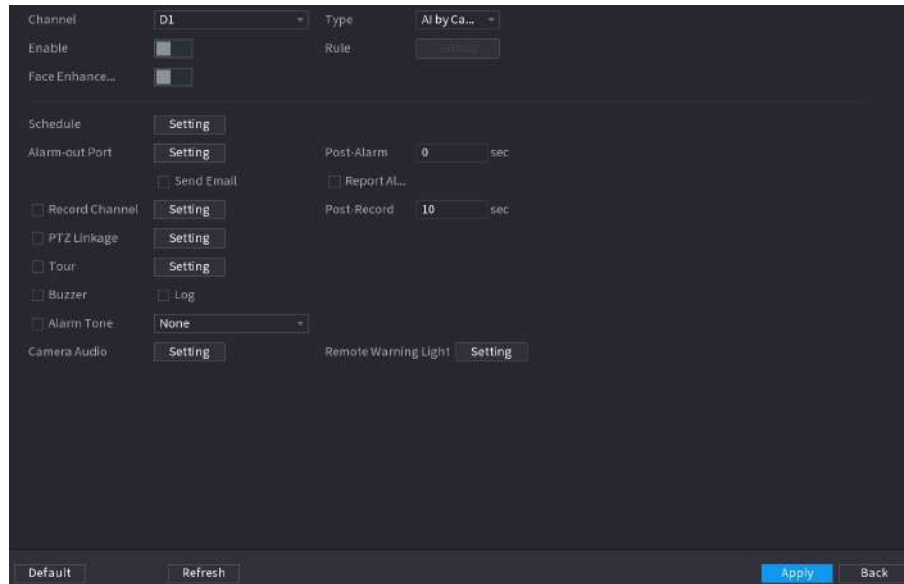 Channel D1 Type AI by Ca...
Enable Rule Setting
Face Enhance...
Schedule Setting
Alarm-out Port Setting Post-Alarm 0 sec
Send Email Report Al...
Record Channel Setting Post-Record 10 sec
PTZ Linkage Setting
Tour Setting
Buzzer Log
Alarm Tone None
Camera Audio Setting Remote Warning Light Setting
Default Refresh Apply Back